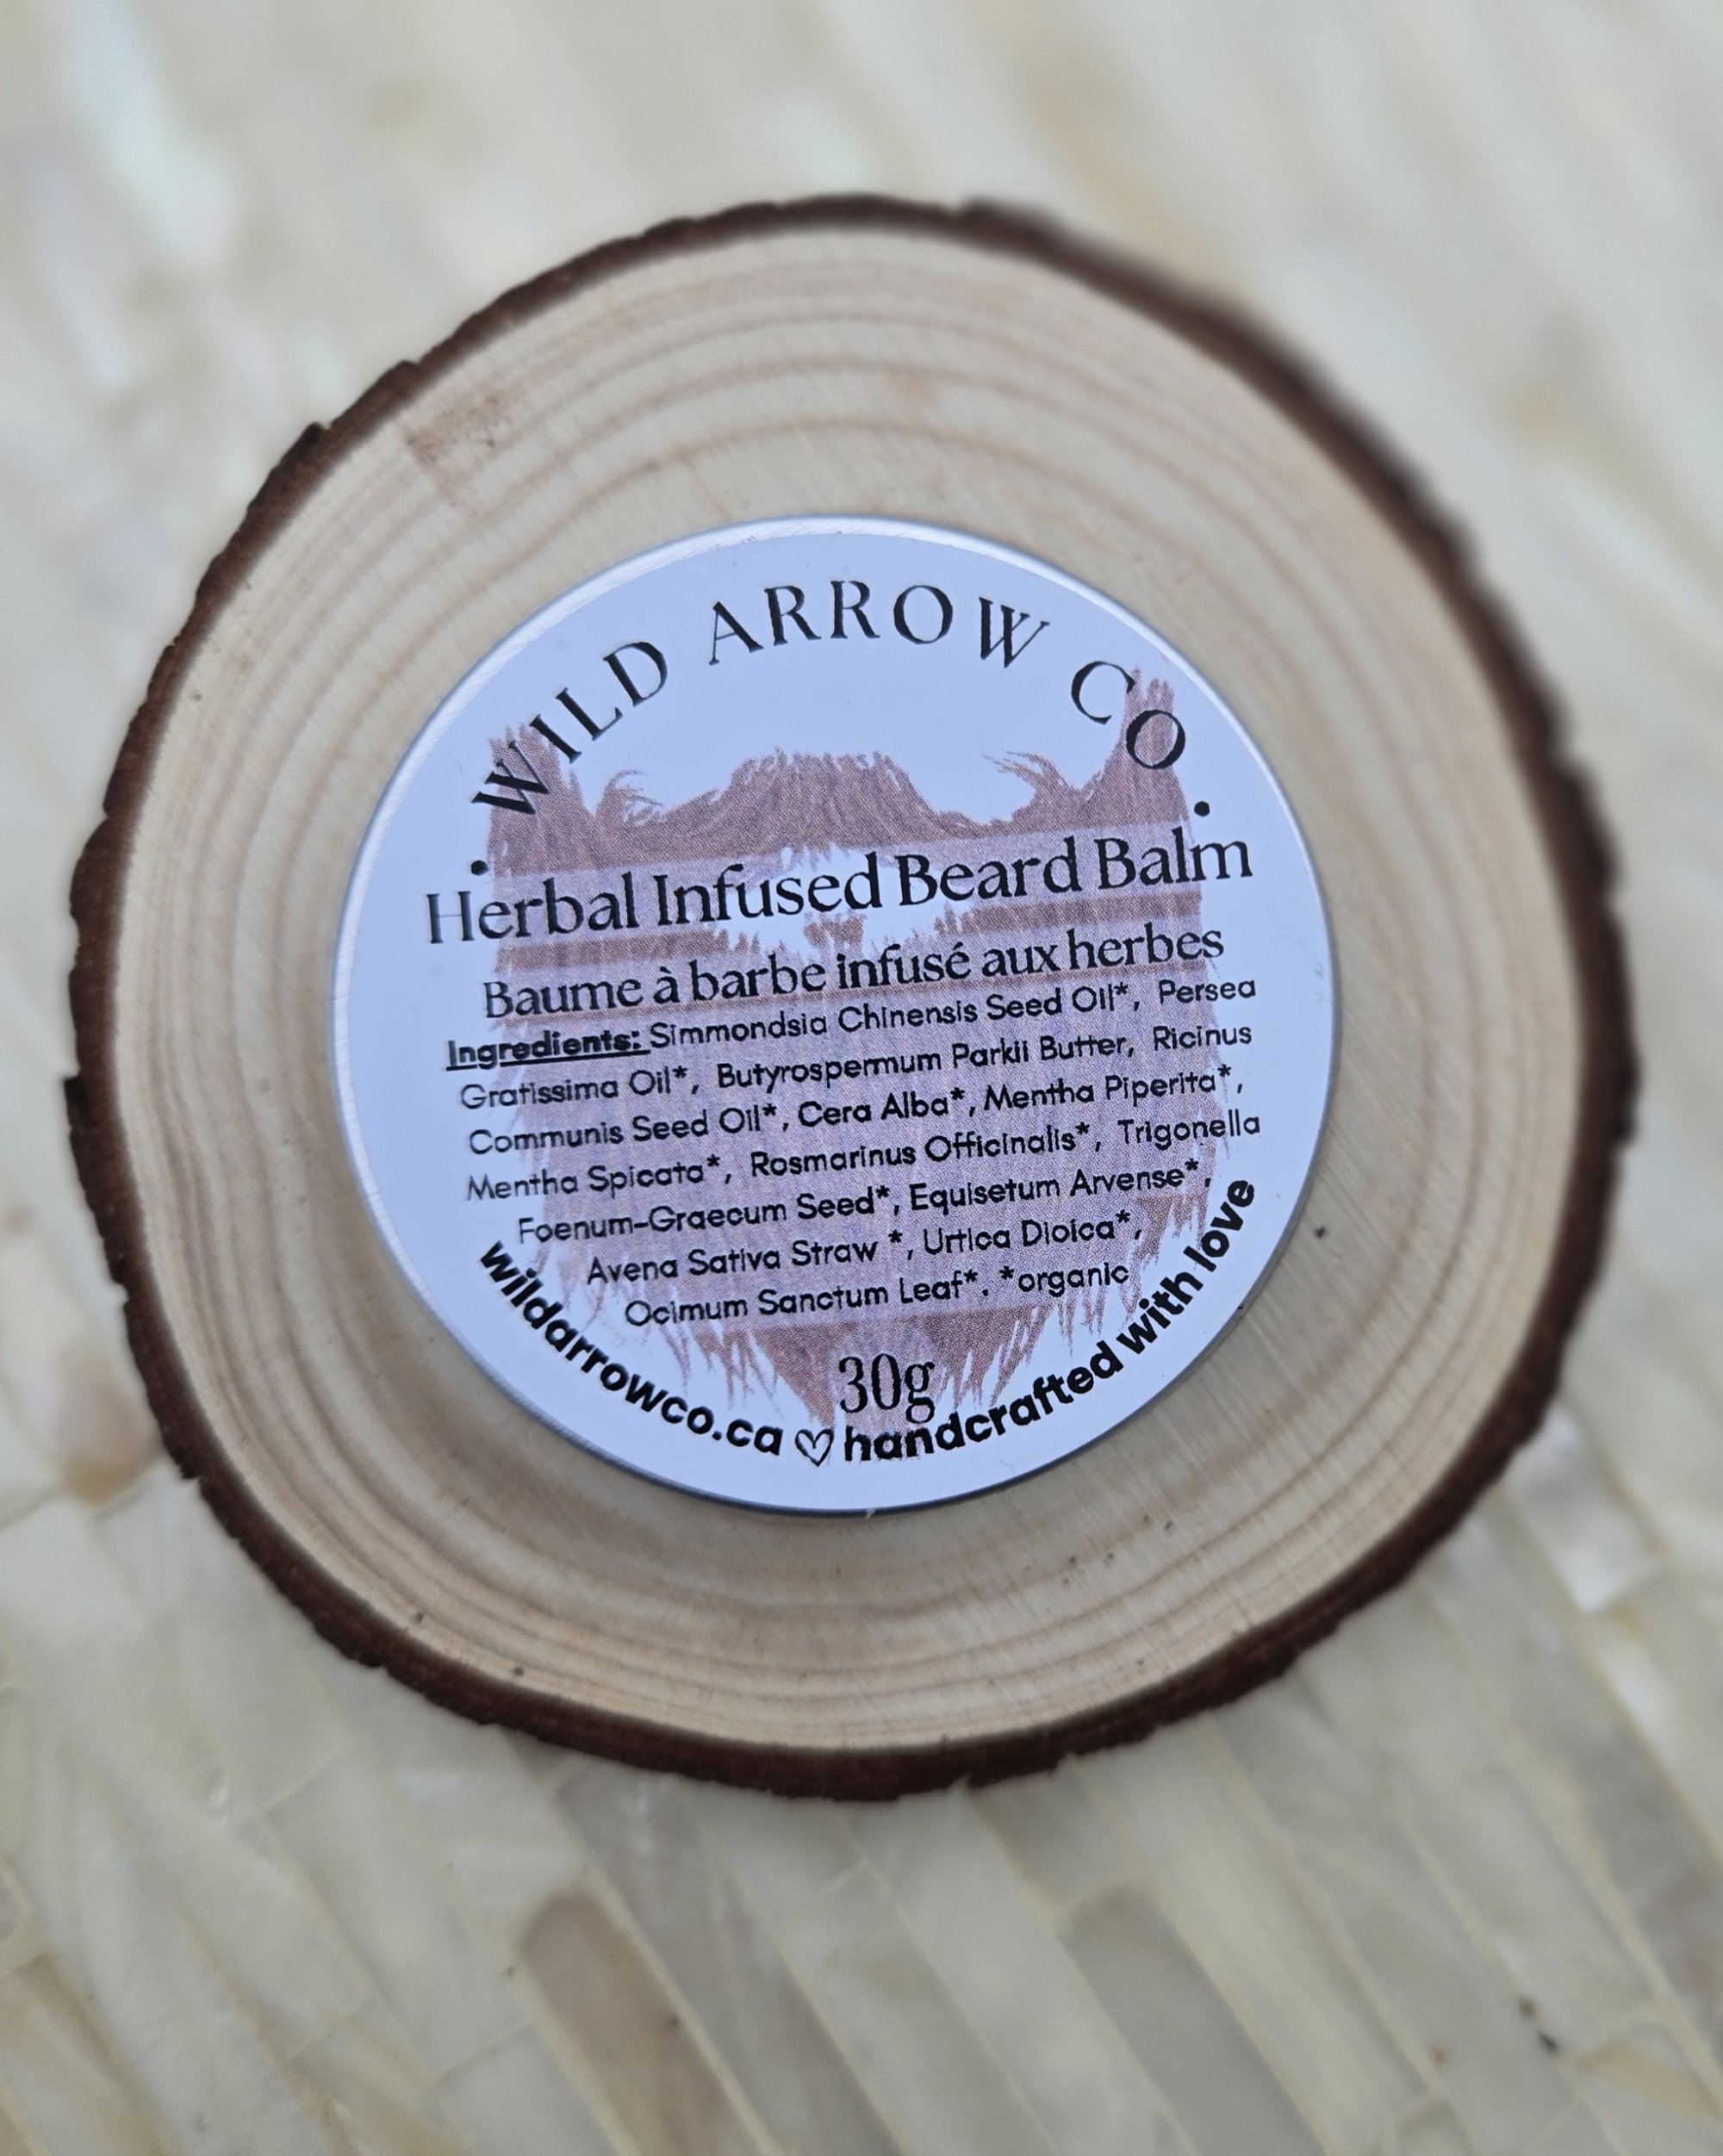 • WILD ARROW CO •
Herbal Infused Beard Balm
Baume à barbe infusé aux herbes
Ingredients: Simmondsia Chinensis Seed Oil*, Persea
Gratissima Oil*, Butyrospermum Parkii Butter, Ricinus
Communis Seed Oil*, Cera Alba*, Mentha Piperita*,
Mentha Spicata*, Rosmarinus Officinalis*, Trigonella
Foenum-Graecum Seed*, Equisetum Arvense*,
Avena Sativa Straw *, Urtica Dioica*,
Ocimum Sanctum Leaf*. *organic
30g
wildarrowco.ca ♡ handcrafted with love